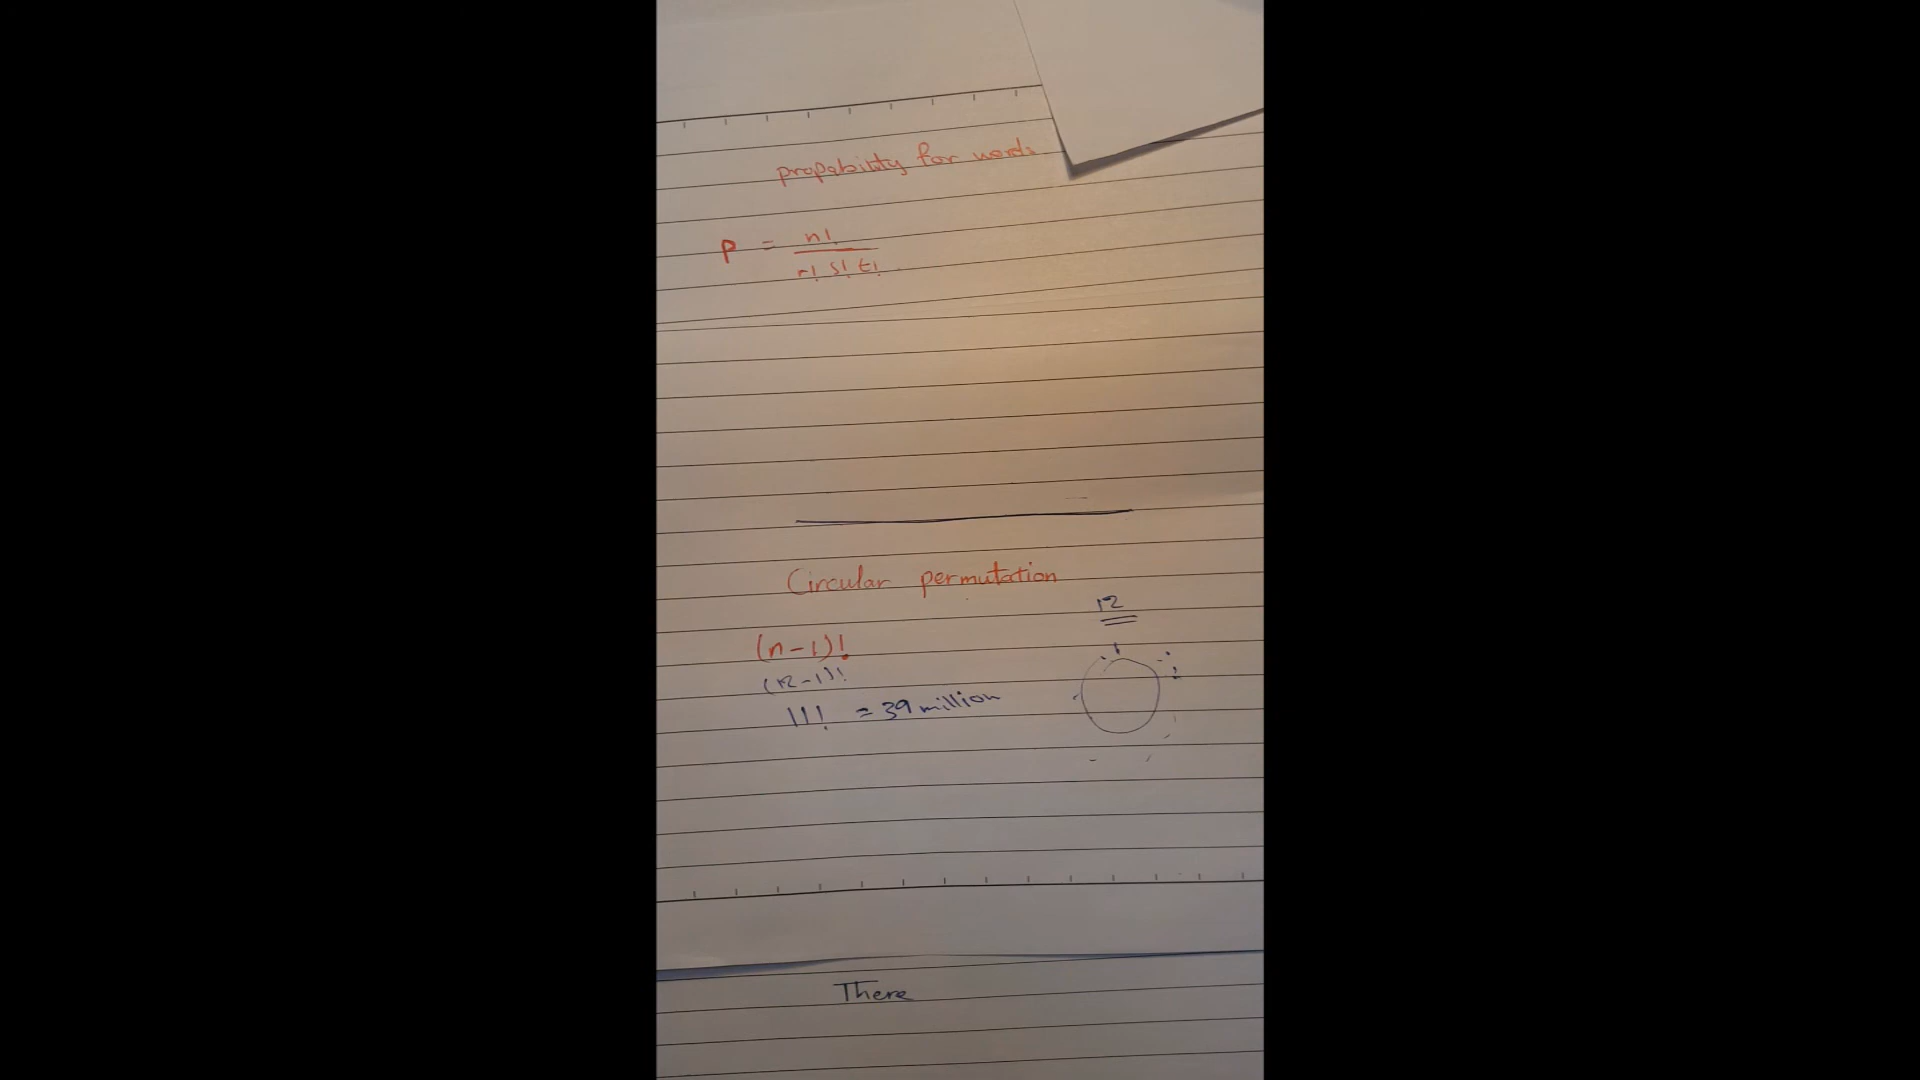 propability for words
P = n! / r! s! t!
Circular permutation
12
(n-1)!
(12-1)!
11! = 39 million
There